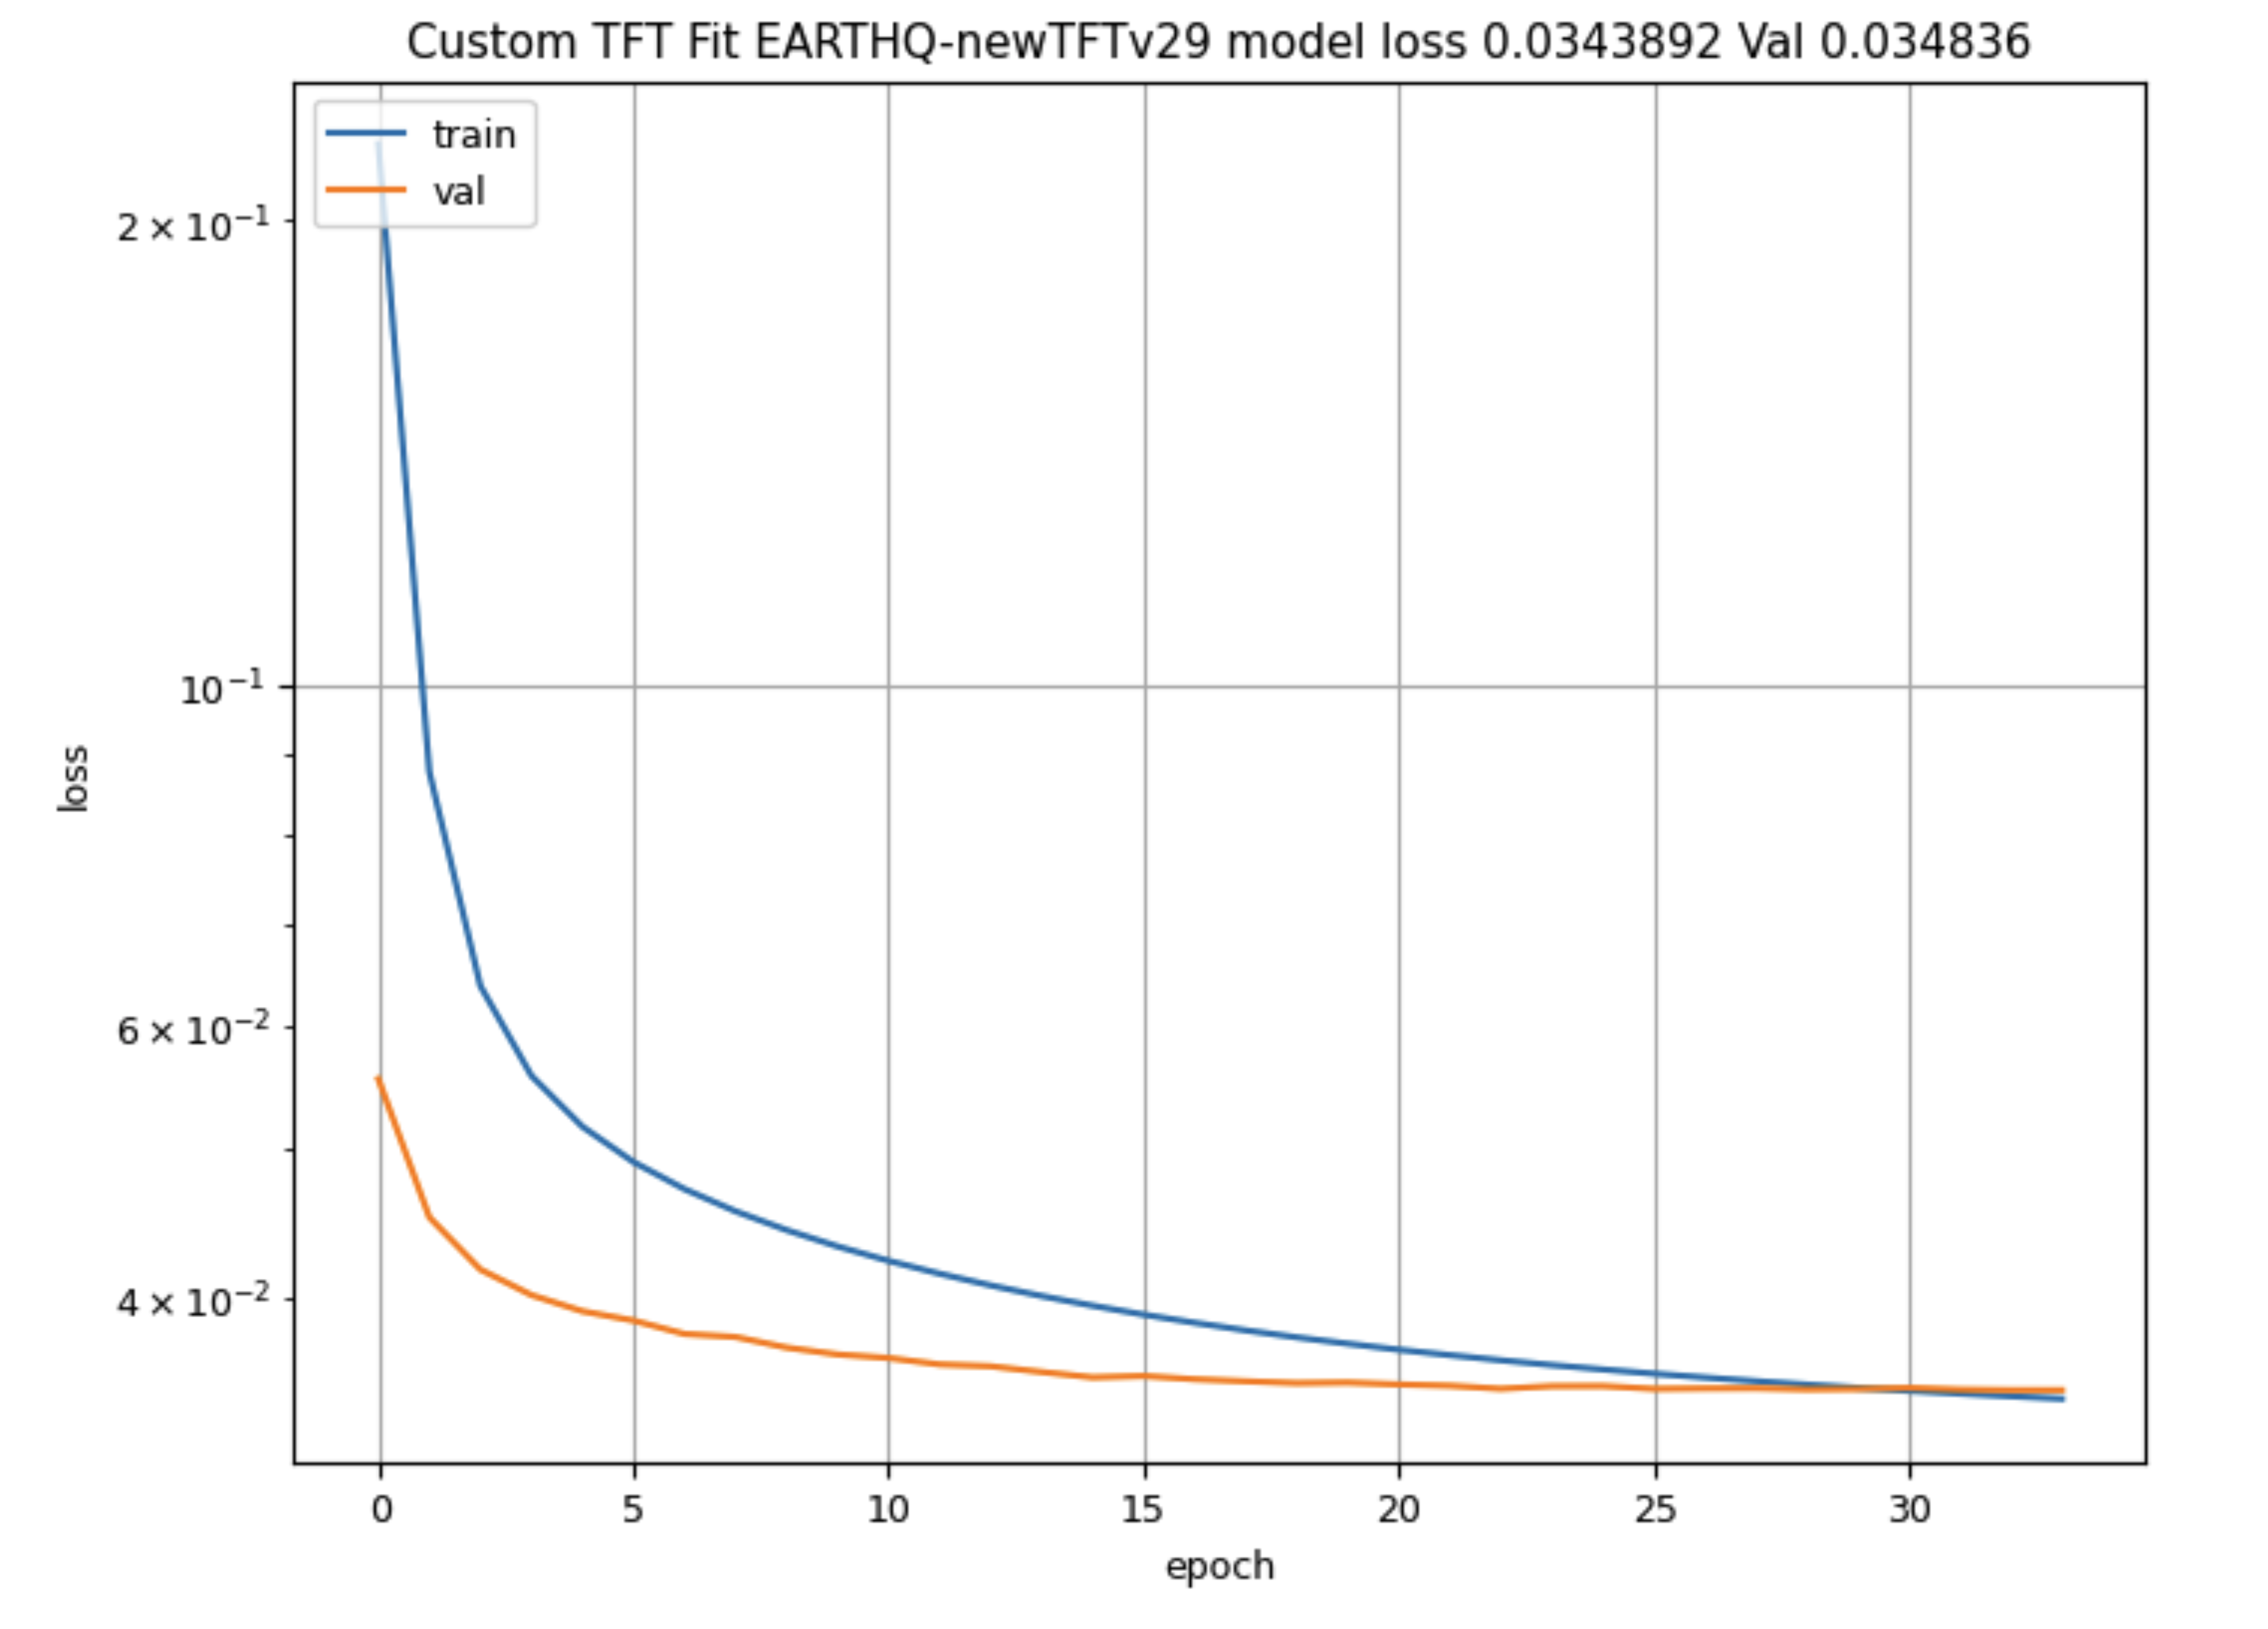 Custom TFT Fit EARTHQ-newTFTv29 model loss 0.0343892 Val 0.034836
train
val
2 × 10⁻¹
10⁻¹
6 × 10⁻²
4 × 10⁻²
loss
0 5 10 15 20 25 30
epoch